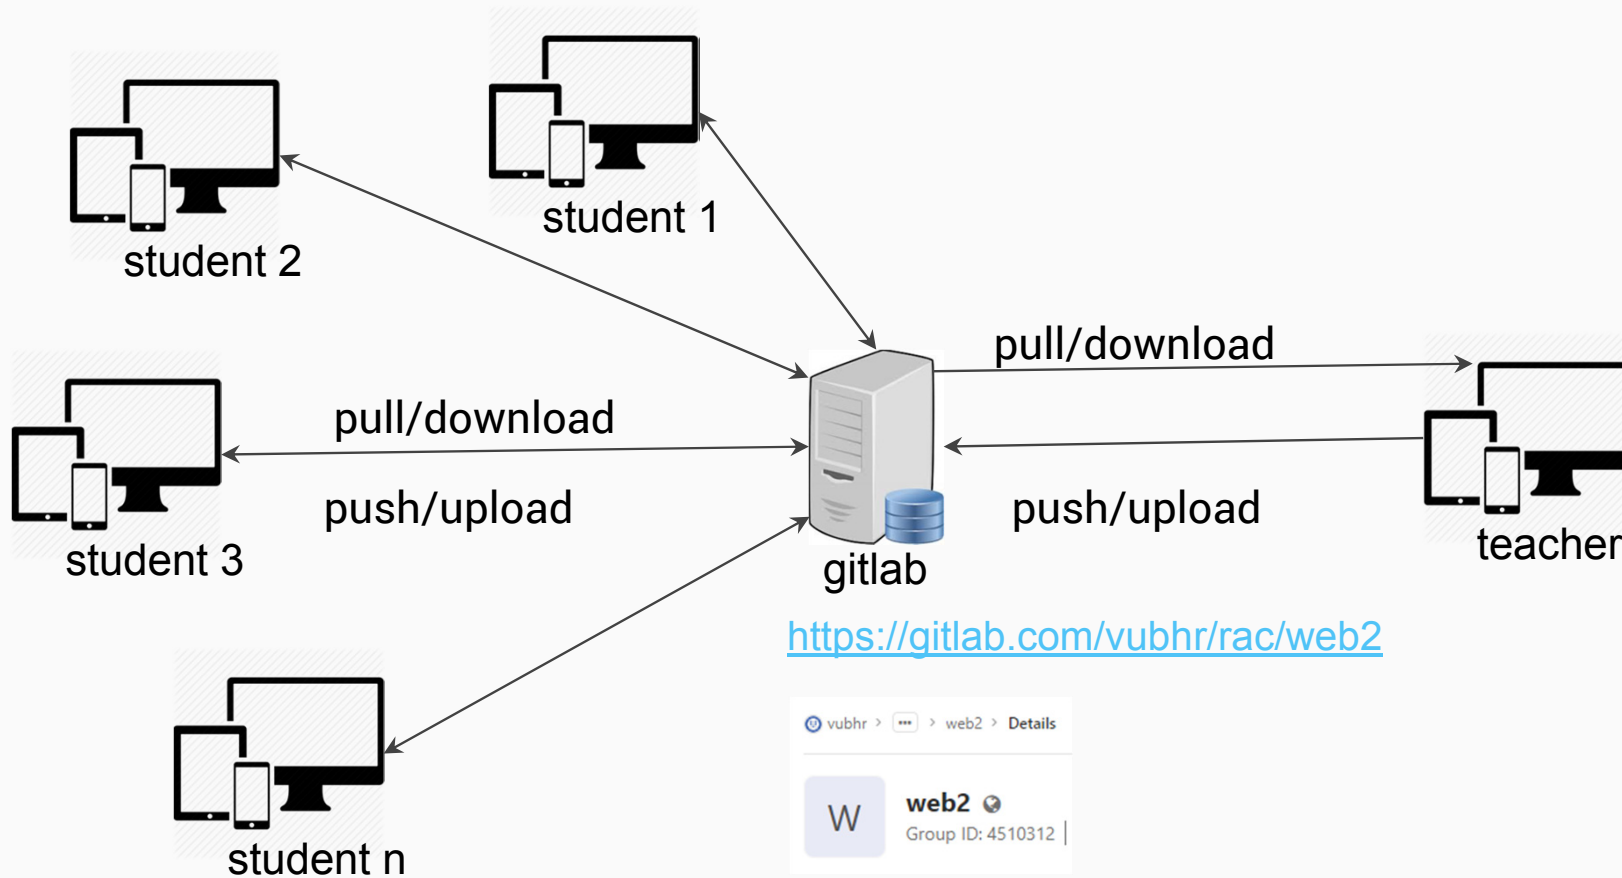 student 1
student 2
pull/download
pull/download
push/upload
push/upload
student 3
gitlab
teacher
https://gitlab.com/vubhr/rac/web2
vubhr > ••• > web2 > Details
W
web2
Group ID: 4510312
student n